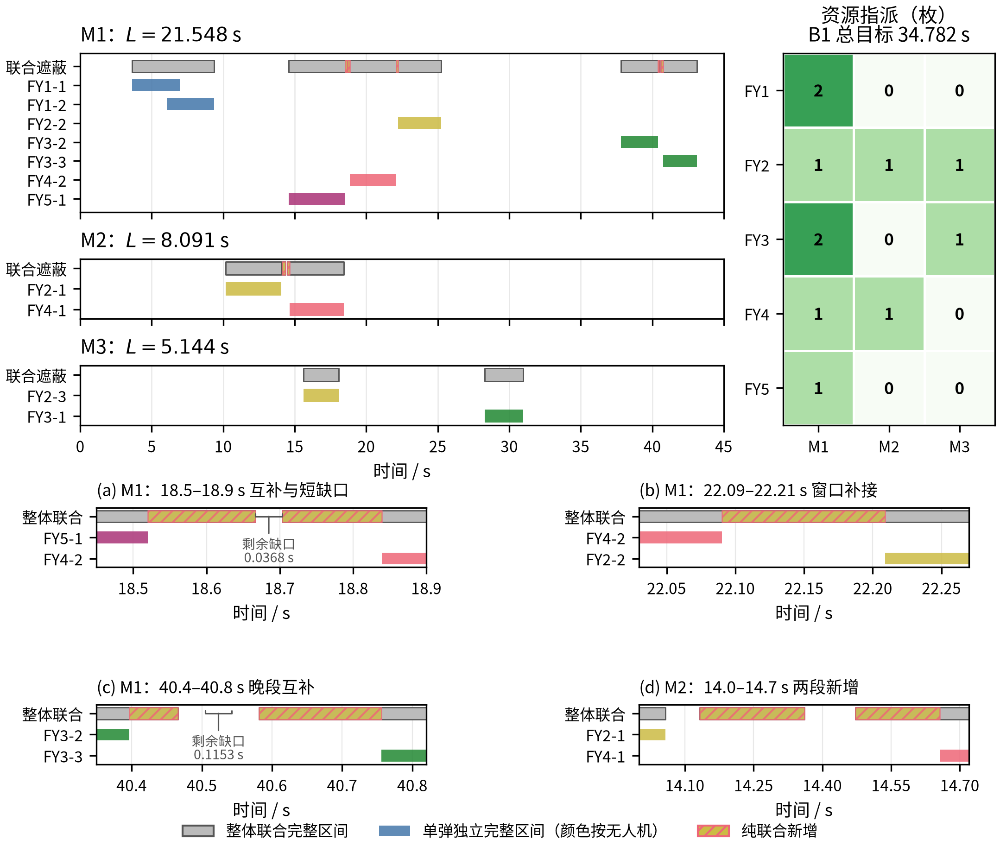 M1：L = 21.548 s
联合遮蔽
FY1-1
FY1-2
FY2-2
FY3-2
FY3-3
FY4-2
FY5-1
M2：L = 8.091 s
联合遮蔽
FY2-1
FY4-1
M3：L = 5.144 s
联合遮蔽
FY2-3
FY3-1
0 5 10 15 20 25 30 35 40 45
时间 / s
资源指派（枚）
B1 总目标 34.782 s
FY1 2 0 0
FY2 1 1 1
FY3 2 0 1
FY4 1 1 0
FY5 1 0 0
M1 M2 M3
(a) M1：18.5–18.9 s 互补与短缺口
整体联合
FY5-1
FY4-2
剩余缺口
0.0368 s
18.5 18.6 18.7 18.8 18.9
时间 / s
(b) M1：22.09–22.21 s 窗口补接
整体联合
FY4-2
FY2-2
22.05 22.10 22.15 22.20 22.25
时间 / s
(c) M1：40.4–40.8 s 晚段互补
整体联合
FY3-2
FY3-3
剩余缺口
0.1153 s
40.4 40.5 40.6 40.7 40.8
时间 / s
(d) M2：14.0–14.7 s 两段新增
整体联合
FY2-1
FY4-1
14.10 14.25 14.40 14.55 14.70
时间 / s
整体联合完整区间
单弹独立完整区间（颜色按无人机）
纯联合新增